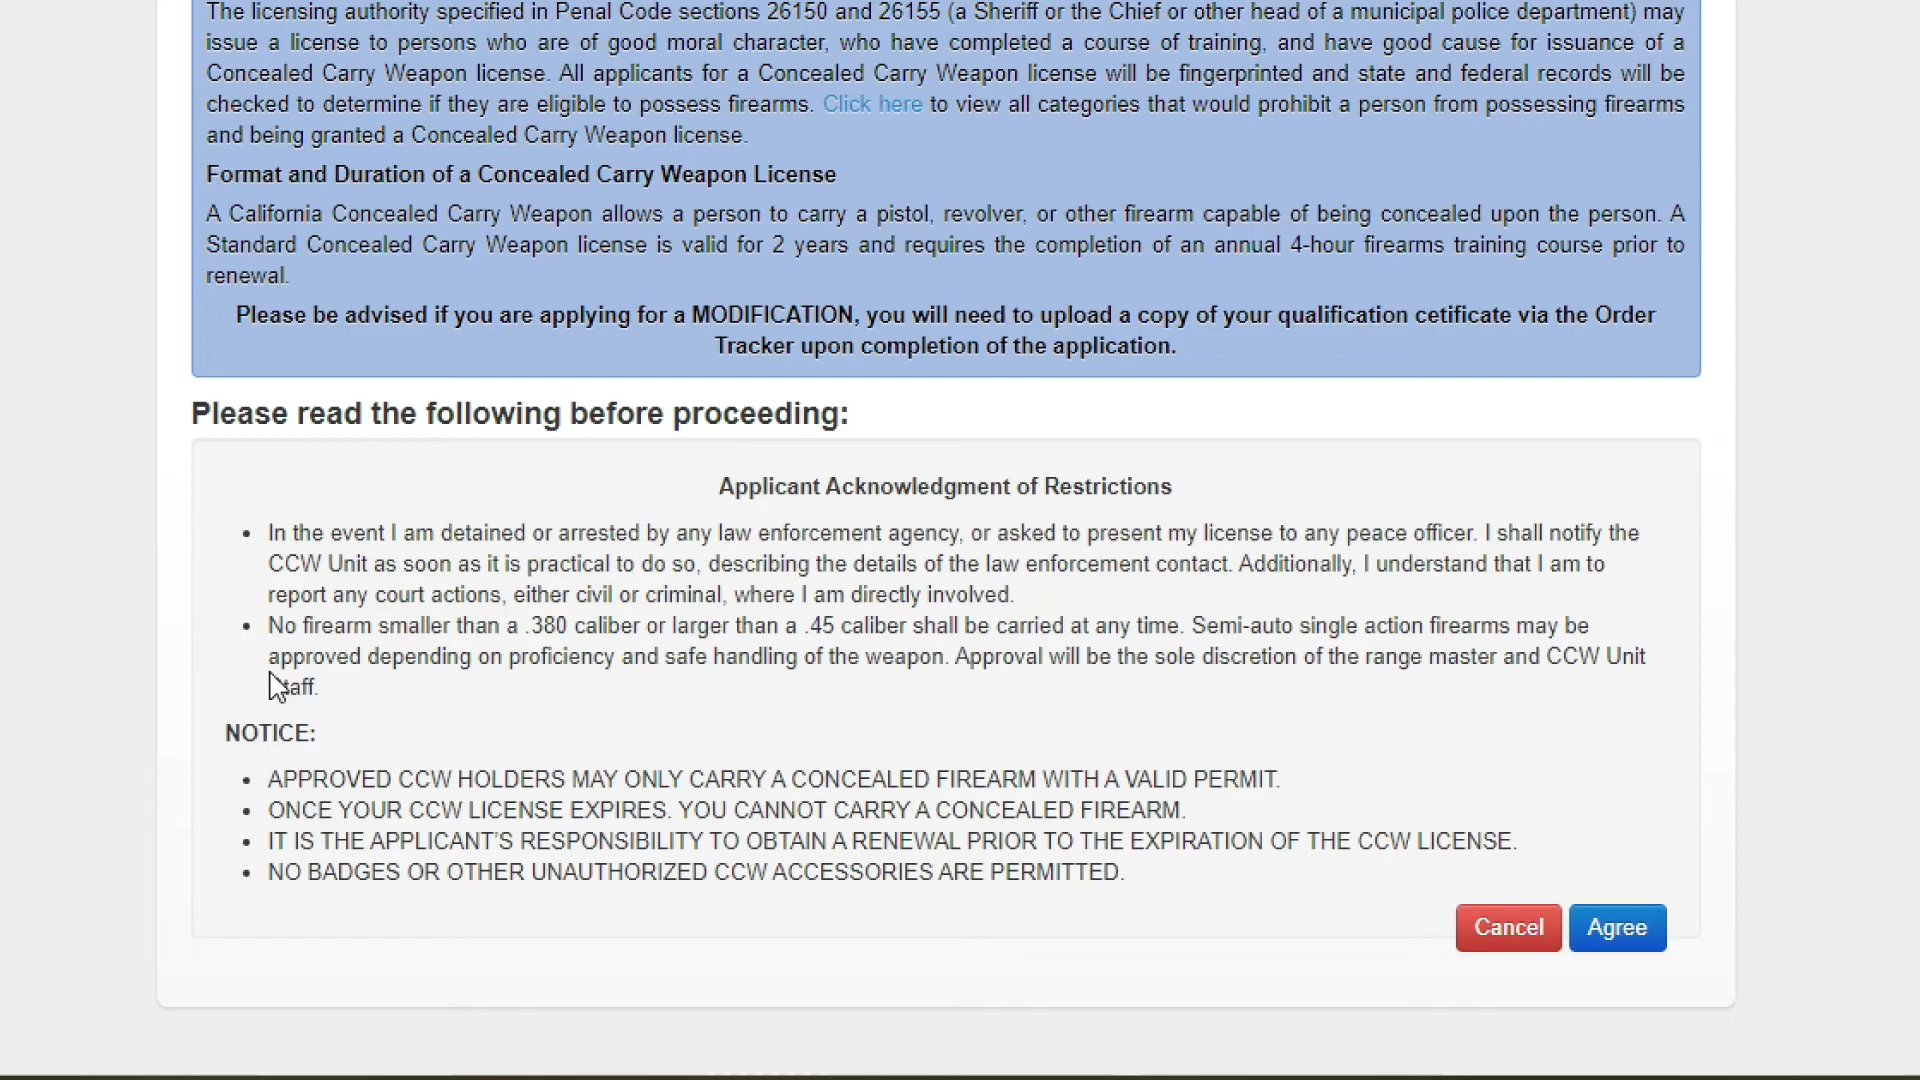 The licensing authority specified in Penal Code sections 26150 and 26155 (a Sheriff or the Chief or other head of a municipal police department) may
issue a license to persons who are of good moral character, who have completed a course of training, and have good cause for issuance of a
Concealed Carry Weapon license. All applicants for a Concealed Carry Weapon license will be fingerprinted and state and federal records will be
checked to determine if they are eligible to possess firearms. Click here to view all categories that would prohibit a person from possessing firearms
and being granted a Concealed Carry Weapon license.
Format and Duration of a Concealed Carry Weapon License
A California Concealed Carry Weapon allows a person to carry a pistol, revolver, or other firearm capable of being concealed upon the person. A
Standard Concealed Carry Weapon license is valid for 2 years and requires the completion of an annual 4-hour firearms training course prior to
renewal.
Please be advised if you are applying for a MODIFICATION, you will need to upload a copy of your qualification cetificate via the Order
Tracker upon completion of the application.
Please read the following before proceeding:
Applicant Acknowledgment of Restrictions
• In the event I am detained or arrested by any law enforcement agency, or asked to present my license to any peace officer. I shall notify the
CCW Unit as soon as it is practical to do so, describing the details of the law enforcement contact. Additionally, I understand that I am to
report any court actions, either civil or criminal, where I am directly involved.
• No firearm smaller than a .380 caliber or larger than a .45 caliber shall be carried at any time. Semi-auto single action firearms may be
approved depending on proficiency and safe handling of the weapon. Approval will be the sole discretion of the range master and CCW Unit
staff.
NOTICE:
• APPROVED CCW HOLDERS MAY ONLY CARRY A CONCEALED FIREARM WITH A VALID PERMIT.
• ONCE YOUR CCW LICENSE EXPIRES. YOU CANNOT CARRY A CONCEALED FIREARM.
• IT IS THE APPLICANT'S RESPONSIBILITY TO OBTAIN A RENEWAL PRIOR TO THE EXPIRATION OF THE CCW LICENSE.
• NO BADGES OR OTHER UNAUTHORIZED CCW ACCESSORIES ARE PERMITTED.
Cancel Agree